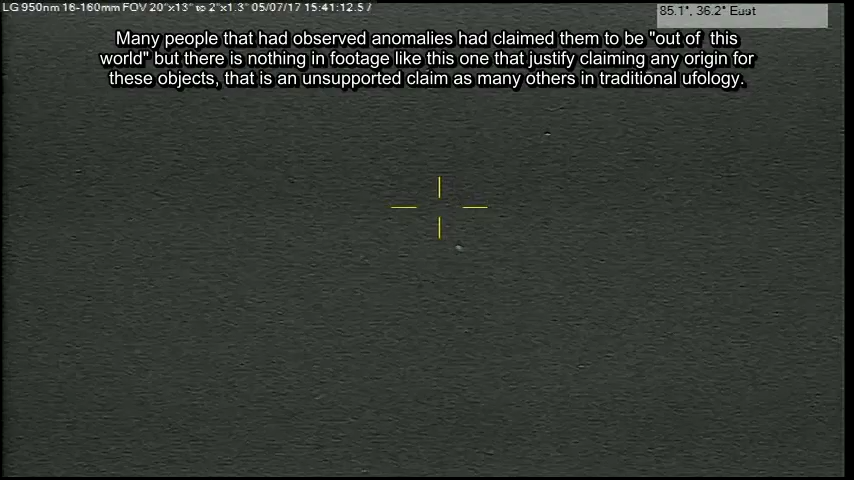 LG 950nm 16-160mm FOV 20°x13° to 2°x1.3° 05/07/17 15:41:12.57
85.1°, 36.2° East
Many people that had observed anomalies had claimed them to be "out of this
world" but there is nothing in footage like this one that justify claiming any origin for
these objects, that is an unsupported claim as many others in traditional ufology.